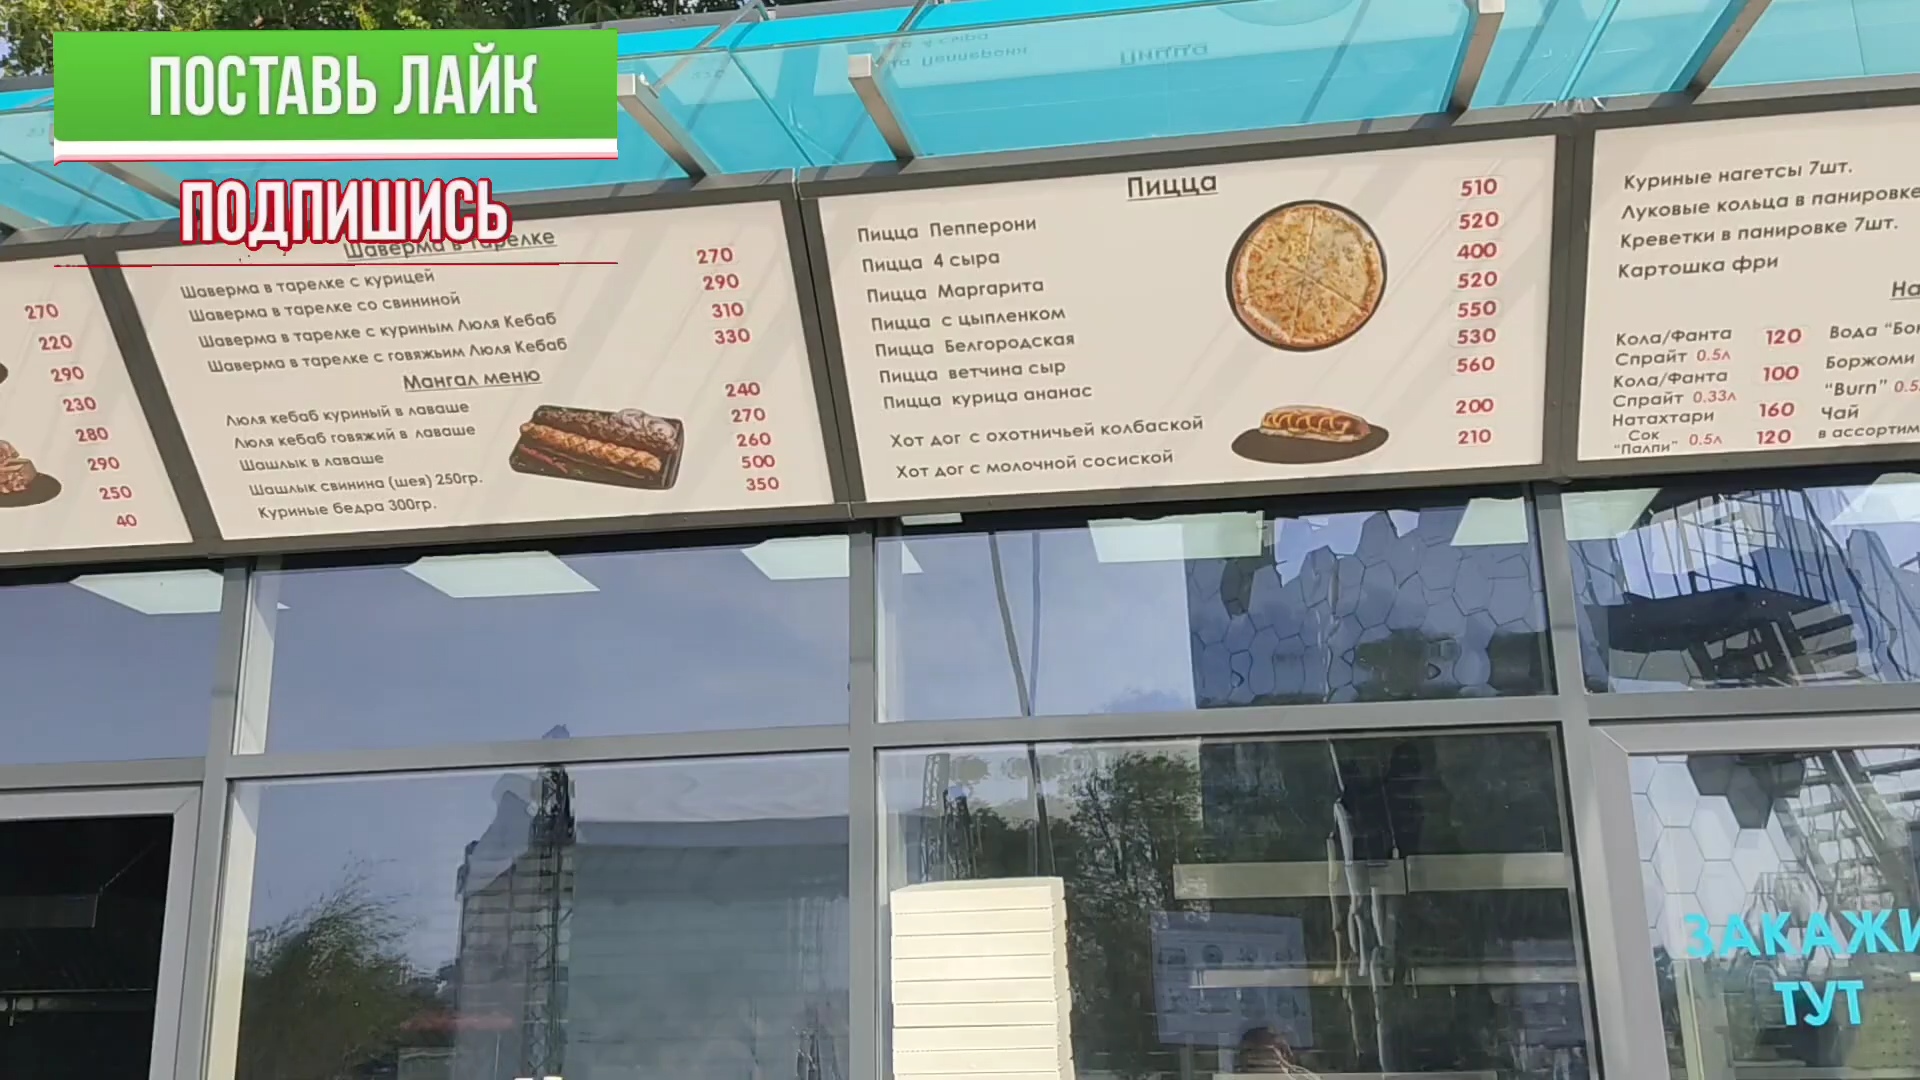 ПОСТАВЬ ЛАЙК
ПОДПИШИСЬ
270
220
290
230
280
290
250
40
Шаверма в тарелке
Шаверма в тарелке с курицей 270
Шаверма в тарелке со свининой 290
Шаверма в тарелке с куриным Люля Кебаб 310
Шаверма в тарелке с говяжьим Люля Кебаб 330
Мангал меню
Люля кебаб куриный в лаваше 240
Люля кебаб говяжий в лаваше 270
Шашлык в лаваше 260
Шашлык свинина (шея) 250гр. 500
Куриные бедра 300гр. 350
Пицца
Пицца Пепперони 510
Пицца 4 сыра 520
Пицца Маргарита 400
Пицца с цыпленком 520
Пицца Белгородская 550
Пицца ветчина сыр 530
Пицца курица ананас 560
Хот дог с охотничьей колбаской 200
Хот дог с молочной сосиской 210
Куриные нагетсы 7шт.
Луковые кольца в панировке
Креветки в панировке 7шт.
Картошка фри
На
Кола/Фанта
Спрайт 0.5л 120
Кола/Фанта
Спрайт 0.33л 100
Натахтари 160
Сок
"Палпи" 0.5л 120
Вода "Бон
Боржоми
"Burn" 0.5
Чай
в ассортим
ЗАКАЖИ
ТУТ